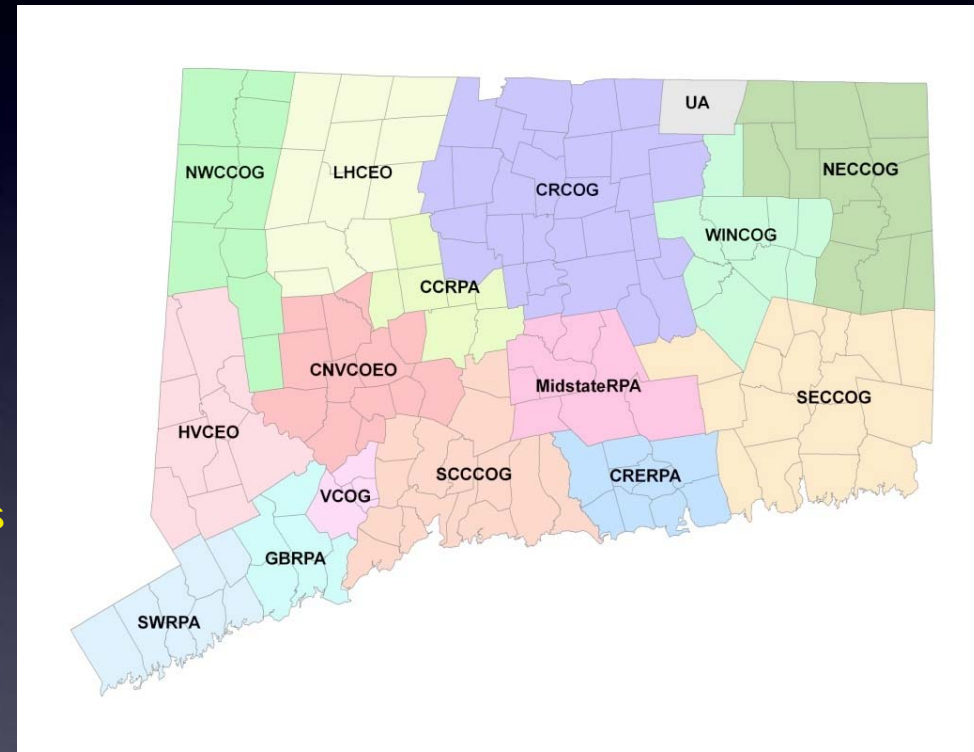 UA
NWCCOG
LHCEO
CRCOG
NECCOG
WINCOG
CCRPA
CNVCOEO
MidstateRPA
SECCOG
HVCEO
SCCCOG
CRERPA
VCOG
s
GBRPA
SWRPA